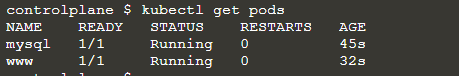 controlplane $ kubectl get pods
NAME    READY   STATUS    RESTARTS   AGE
mysql   1/1     Running   0          45s
www     1/1     Running   0          32s